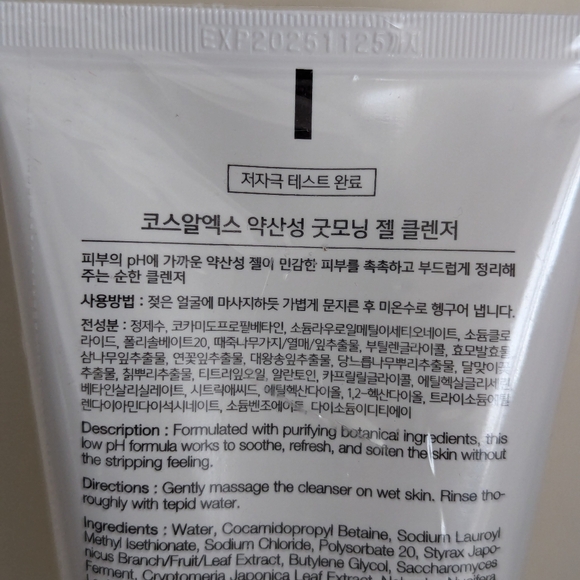 EXP20251125까지
저자극 테스트 완료
코스알엑스 약산성 굿모닝 젤 클렌저
피부의 pH에 가까운 약산성 젤이 민감한 피부를 촉촉하고 부드럽게 정리해
주는 순한 클렌저
사용방법 : 젖은 얼굴에 마사지하듯 가볍게 문지른 후 미온수로 헹구어 냅니다.
전성분 : 정제수, 코카미도프로필베타인, 소듐라우로일메틸이세티오네이트, 소듐클로
라이드, 폴리솔베이트20, 때죽나무가지/열매/잎추출물, 부틸렌글라이콜, 효모발효물
삼나무잎추출물, 연꽃잎추출물, 대왕송잎추출물, 당느릅나무뿌리추출물, 달맞이
추출물, 칡뿌리추출물, 티트리잎오일, 알란토인, 카프릴릴글라이콜, 에틸헥실글리세
베타인살리실레이트, 시트릭애씨드, 에틸헥산다이올, 1,2-헥산다이올, 트라이소듐에틸
렌다이아민다이석시네이트, 소듐벤조에이트, 다이소듐이디티에이
Description : Formulated with purifying botanical ingredients, this
low pH formula works to soothe, refresh, and soften the skin without
the stripping feeling.
Directions : Gently massage the cleanser on wet skin. Rinse tho-
roughly with tepid water.
Ingredients : Water, Cocamidopropyl Betaine, Sodium Lauroyl
Methyl Isethionate, Sodium Chloride, Polysorbate 20, Styrax Japo-
nicus Branch/Fruit/Leaf Extract, Butylene Glycol, Saccharomyces
Ferment, Cryptomeria Japonica Leaf Extract,